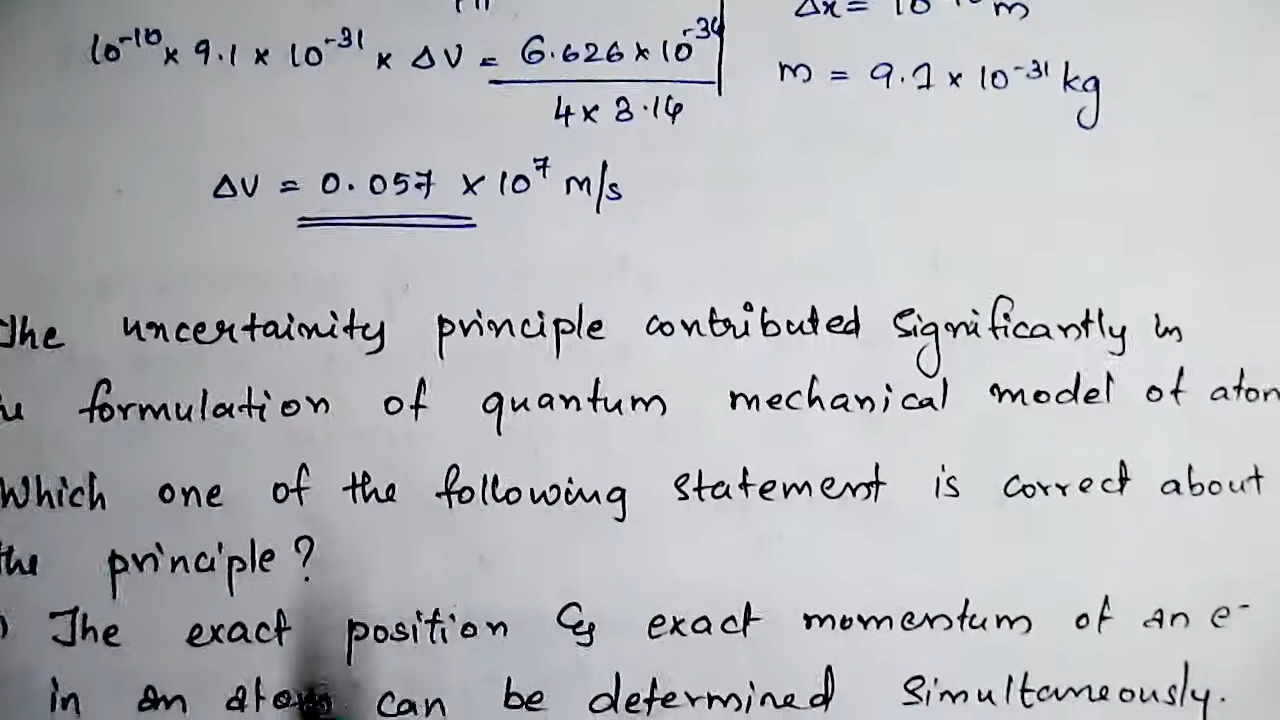 Δx = 10 m
10⁻¹⁰ x 9.1 x 10⁻³¹ x ΔV = 6.626 x 10⁻³⁴
4 x 3.14
m = 9.1 x 10⁻³¹ kg
ΔV = 0.057 x 10⁷ m/s
The uncertainity principle contributed significantly in
formulation of quantum mechanical model of atom
Which one of the following statement is correct about
the principle?
) The exact position & exact momentum of an e⁻
in an atom can be determined simultaneously.